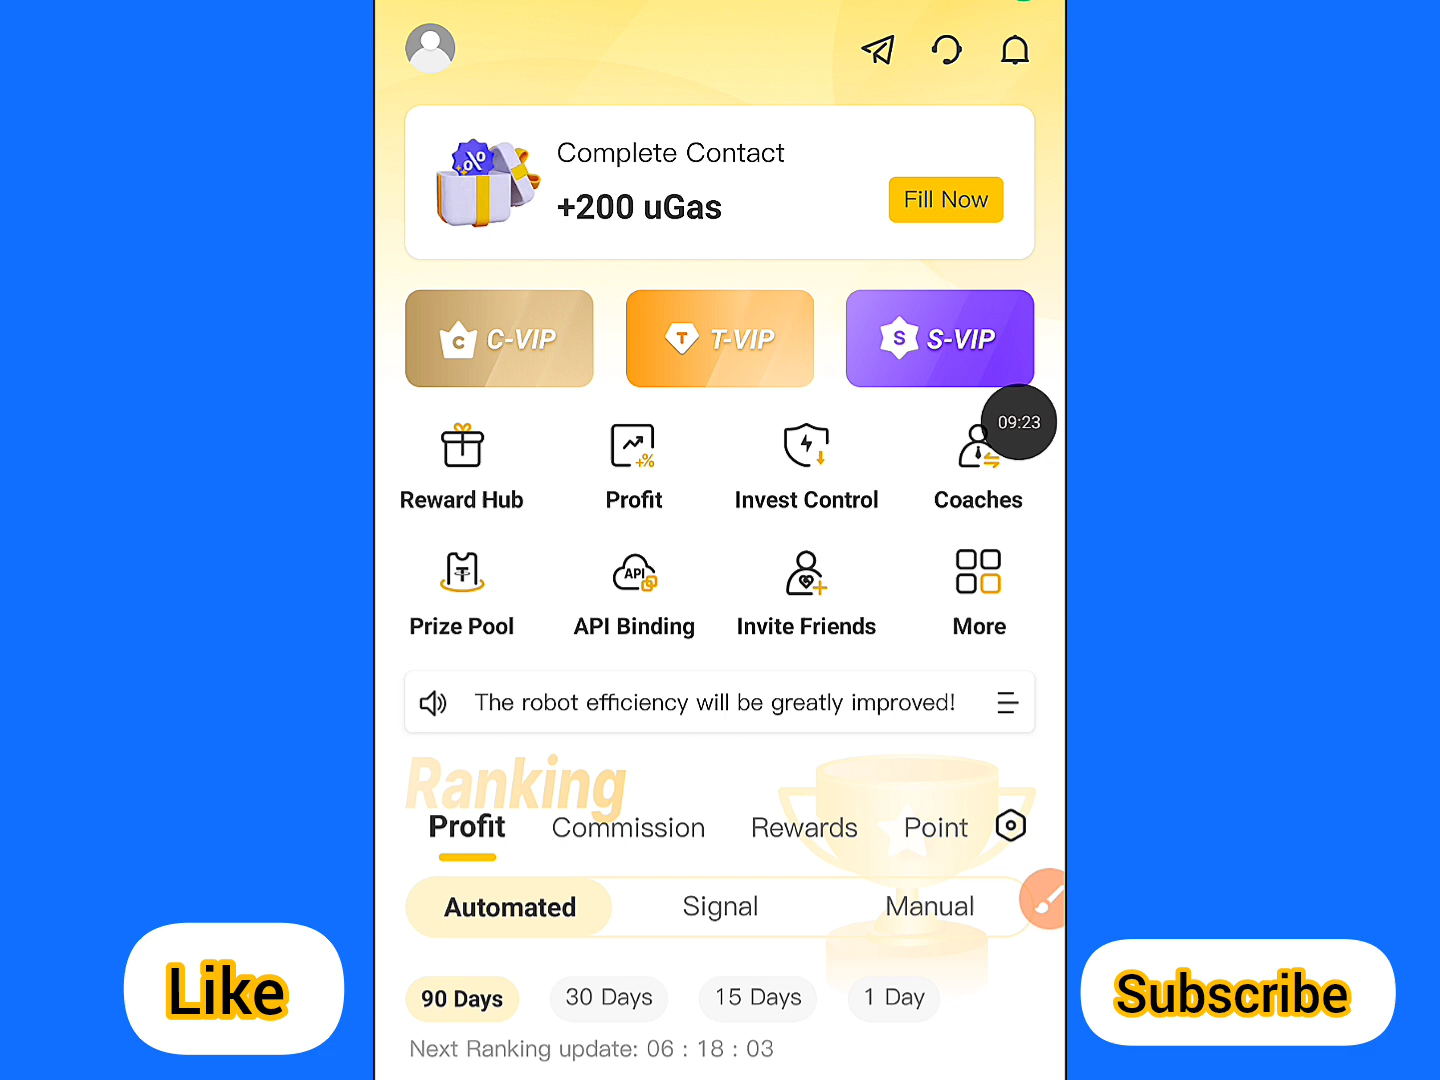 Complete Contact
+200 uGas
Fill Now
C C-VIP
T T-VIP
S S-VIP
09:23
+%
Reward Hub
Profit
Invest Control
Coaches
API
Prize Pool
API Binding
Invite Friends
More
The robot efficiency will be greatly improved!
Ranking
Profit
Commission
Rewards
Point
Automated
Signal
Manual
90 Days
30 Days
15 Days
1 Day
Next Ranking update: 06 : 18 : 03
Like
Subscribe